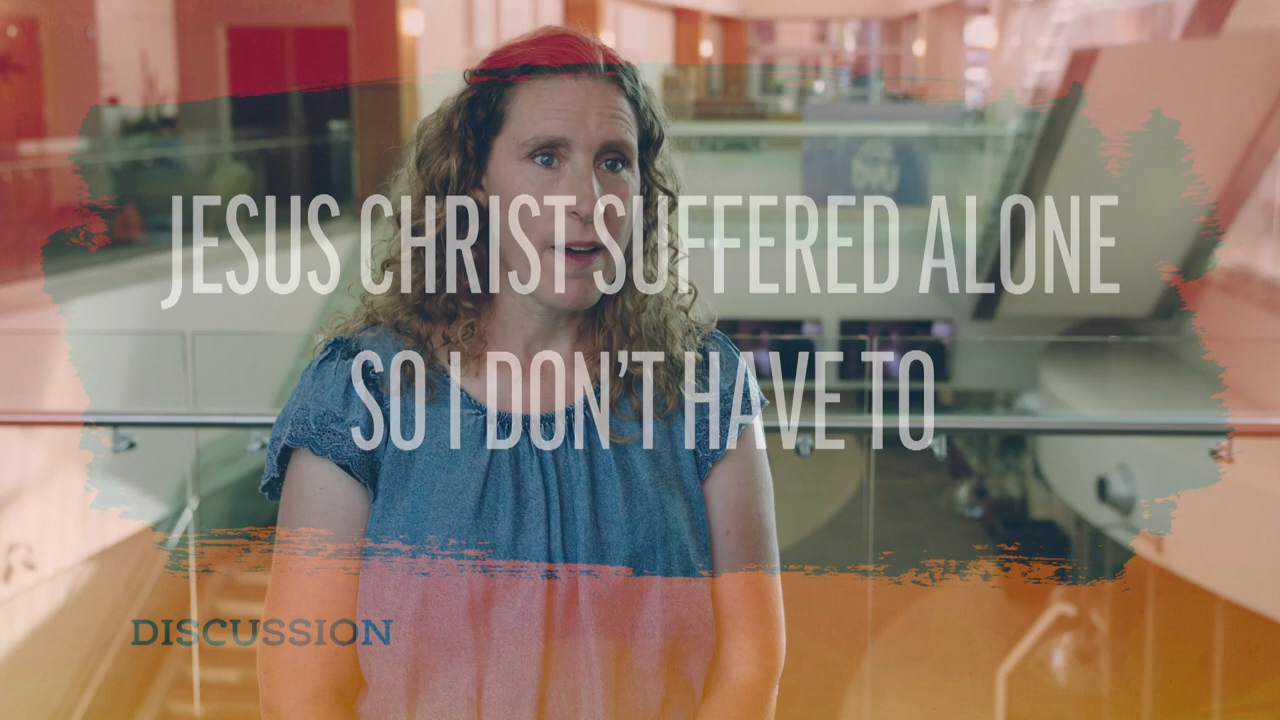 JESUS CHRIST SUFFERED ALONE
SO I DON'T HAVE TO
DISCUSSION